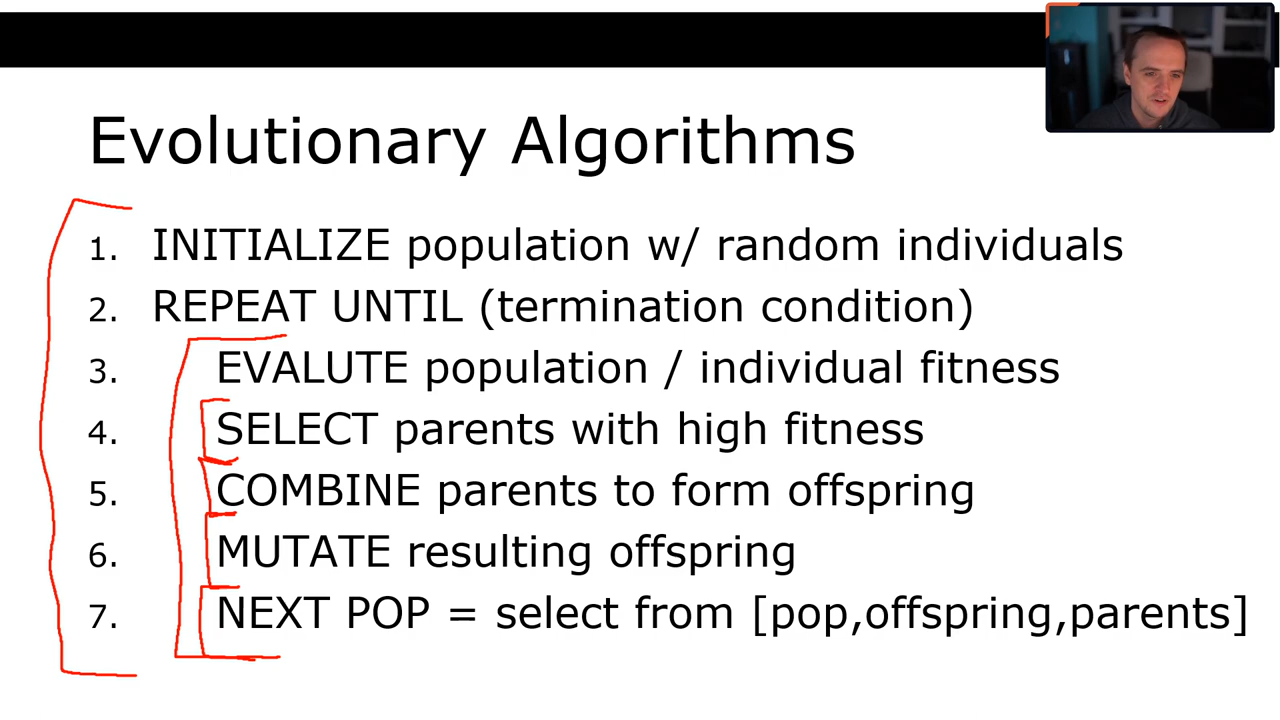 Evolutionary Algorithms
1. INITIALIZE population w/ random individuals
2. REPEAT UNTIL (termination condition)
3. EVALUTE population / individual fitness
4. SELECT parents with high fitness
5. COMBINE parents to form offspring
6. MUTATE resulting offspring
7. NEXT POP = select from [pop,offspring,parents]